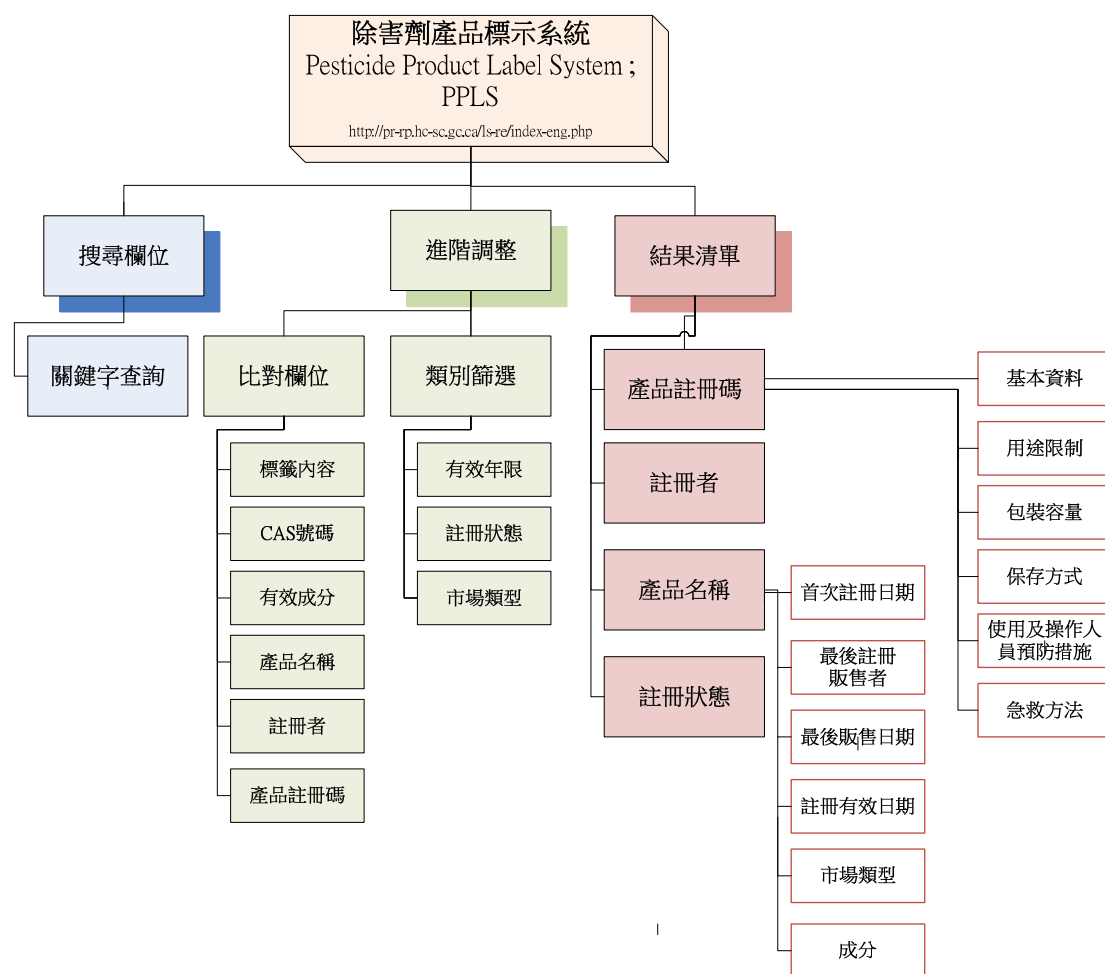 除害劑產品標示系統
Pesticide Product Label System ;
PPLS
http://pr-rp.hc-sc.gc.ca/ls-re/index-eng.php
搜尋欄位
進階調整
結果清單
關鍵字查詢
比對欄位
類別篩選
標籤內容
CAS號碼
有效成分
產品名稱
註冊者
產品註冊碼
有效年限
註冊狀態
市場類型
產品註冊碼
註冊者
產品名稱
註冊狀態
首次註冊日期
最後註冊
販售者
最後販售日期
註冊有效日期
市場類型
成分
基本資料
用途限制
包裝容量
保存方式
使用及操作人
員預防措施
急救方法